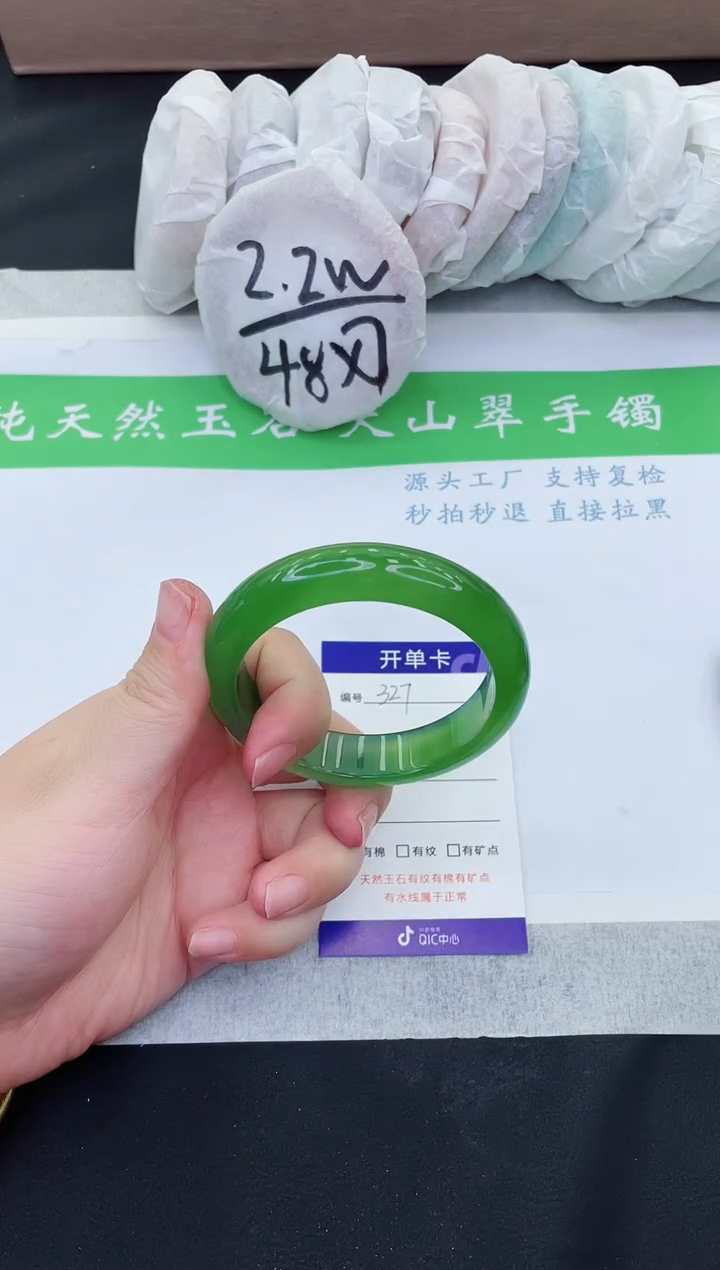 2.2W
48
纯天然玉石天山翠手镯
源头工厂 支持复检
秒拍秒退 直接拉黑
开单卡
编号 327
有棉 □有纹 □有矿点
天然玉石有纹有棉有矿点
有水线属于正常
QIC中心